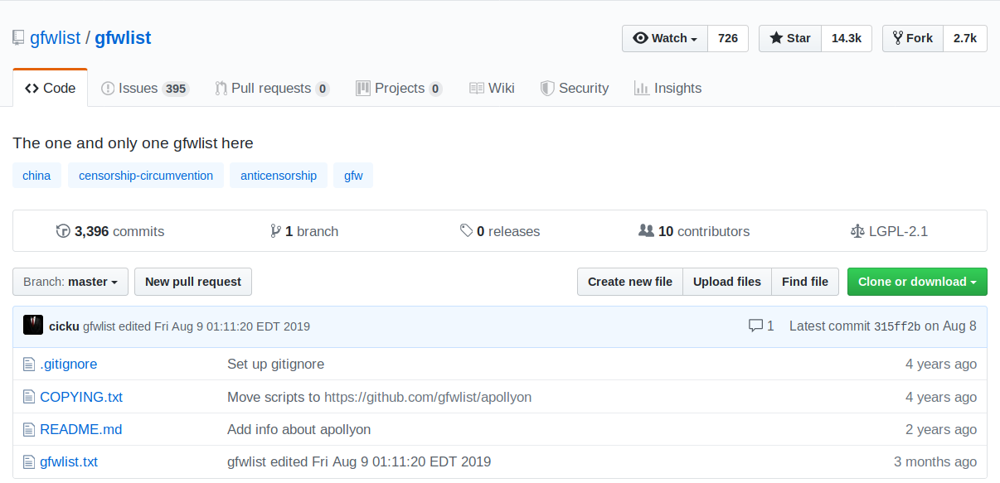 gfwlist / gfwlist
Watch 726 Star 14.3k Fork 2.7k
Code Issues 395 Pull requests 0 Projects 0 Wiki Security Insights
The one and only one gfwlist here
china censorship-circumvention anticensorship gfw
3,396 commits 1 branch 0 releases 10 contributors LGPL-2.1
Branch: master New pull request Create new file Upload files Find file Clone or download
cicku gfwlist edited Fri Aug 9 01:11:20 EDT 2019 1 Latest commit 315ff2b on Aug 8
.gitignore Set up gitignore 4 years ago
COPYING.txt Move scripts to https://github.com/gfwlist/apollyon 4 years ago
README.md Add info about apollyon 2 years ago
gfwlist.txt gfwlist edited Fri Aug 9 01:11:20 EDT 2019 3 months ago